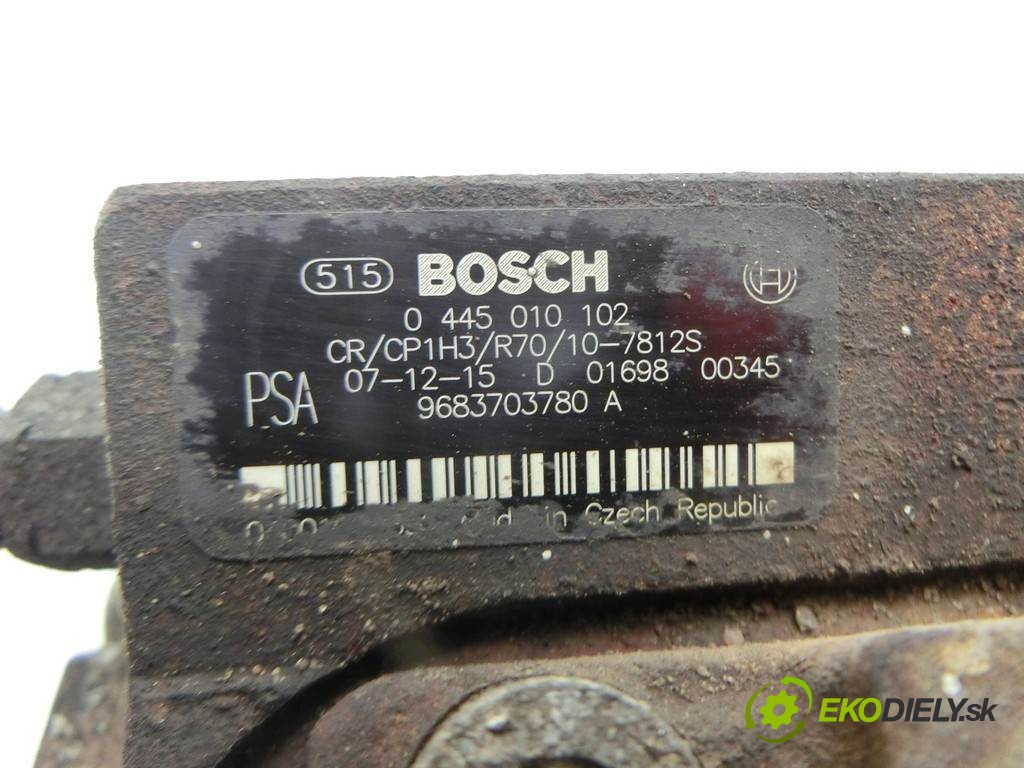 515 BOSCH
0 445 010 102
CR/CP1H3/R70/10-7812S
07-12-15 D 01698 00345
PSA 9683703780 A
in Czech Republic
EKODIELY.sk